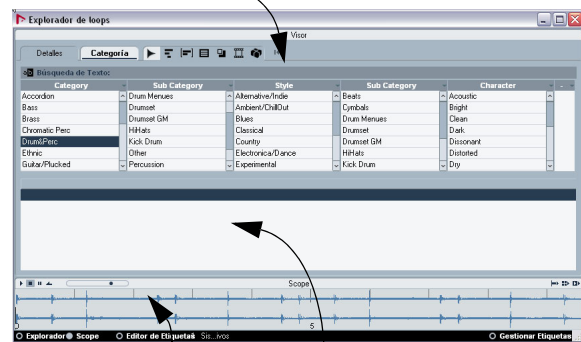 Explorador de loops
Visor
Detalles Categoría
Búsqueda de Texto:
Category Sub Category Style Sub Category Character -
Accordion Drum Menues Alternative/Indie Beats Acoustic
Bass Drumset Ambient/ChillOut Cymbals Bright
Brass Drumset GM Blues Drum Menues Clean
Chromatic Perc HiHats Classical Drumset Dark
Drum&Perc Kick Drum Country Drumset GM Dissonant
Ethnic Other Electronica/Dance HiHats Distorted
Guitar/Plucked Percussion Experimental Kick Drum Dry
Scope
5
Explorador Scope Editor de Etiquetas Sis...ivos Gestionar Etiquetas